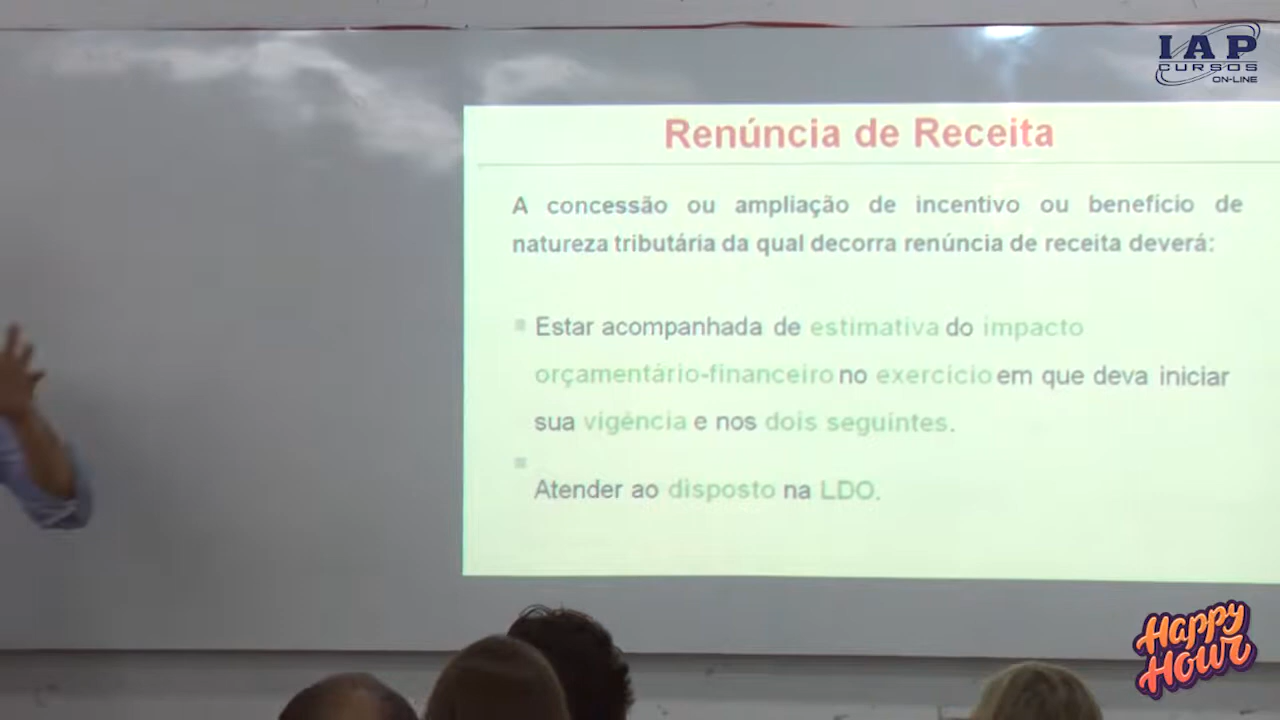 IAP
CURSOS
ON-LINE
Renúncia de Receita
A concessão ou ampliação de incentivo ou benefício de
natureza tributária da qual decorra renúncia de receita deverá:
Estar acompanhada de estimativa do impacto
orçamentário-financeiro no exercício em que deva iniciar
sua vigência e nos dois seguintes.
Atender ao disposto na LDO.
Happy
Hour